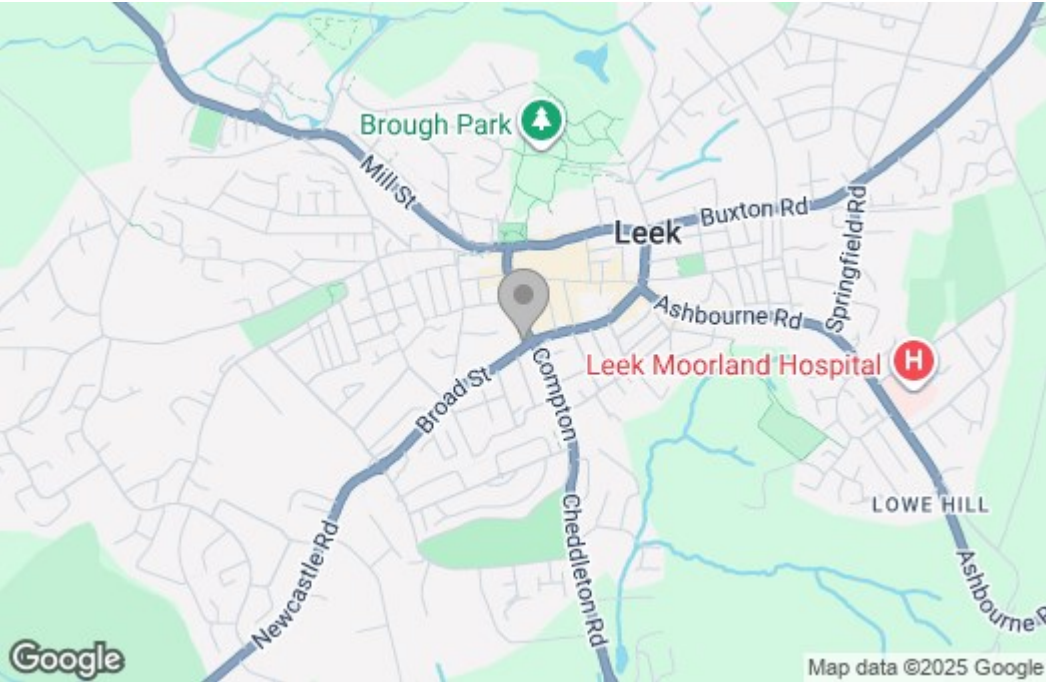 Brough Park
Mill St
Leek
Buxton Rd
Springfield Rd
Ashbourne Rd
Leek Moorland Hospital
H
Compton
Broad St
LOWE HILL
Cheddleton Rd
Newcastle Rd
Ashbourne R
Google
Map data ©2025 Google